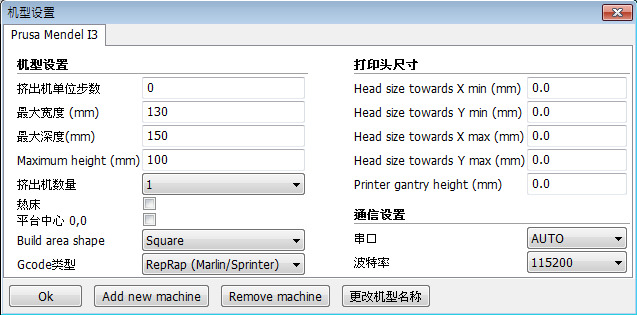 机型设置
Prusa Mendel I3
机型设置
挤出机单位步数 0
最大宽度 (mm) 130
最大深度(mm) 150
Maximum height (mm) 100
挤出机数量 1
热床
平台中心 0,0
Build area shape Square
Gcode类型 RepRap (Marlin/Sprinter)
打印头尺寸
Head size towards X min (mm) 0.0
Head size towards Y min (mm) 0.0
Head size towards X max (mm) 0.0
Head size towards Y max (mm) 0.0
Printer gantry height (mm) 0.0
通信设置
串口 AUTO
波特率 115200
Ok Add new machine Remove machine 更改机型名称